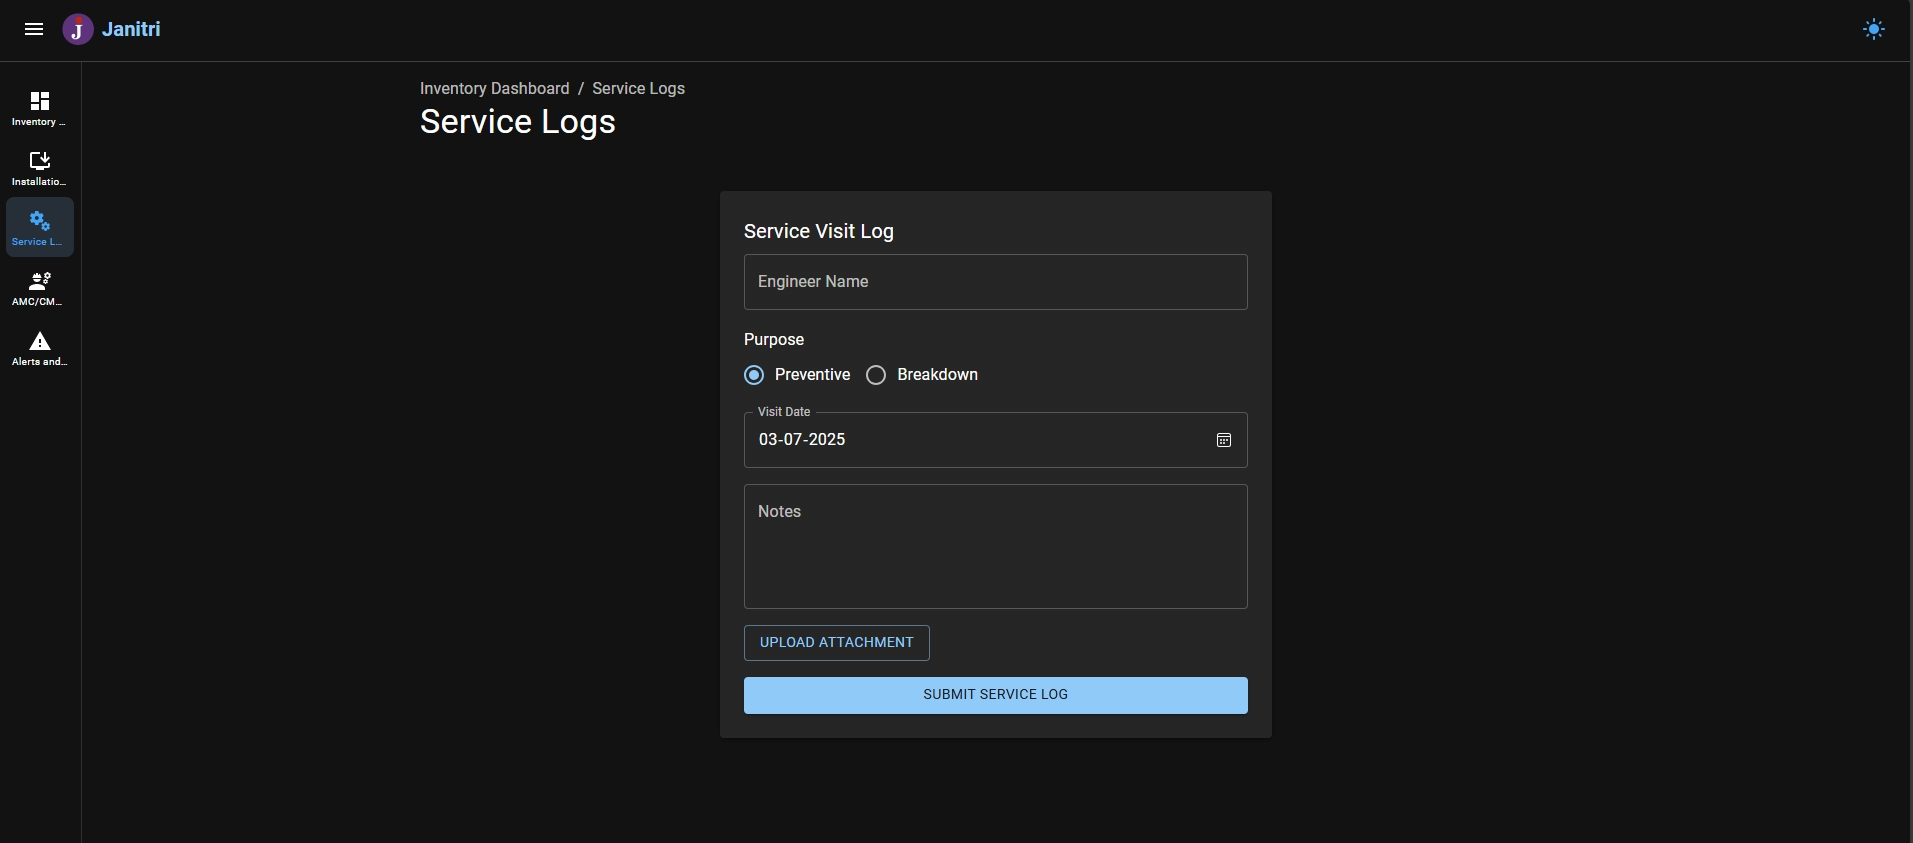 Janitri
Inventory ...
Installatio...
Service L...
AMC/CM...
Alerts and...
Inventory Dashboard / Service Logs
Service Logs
Service Visit Log
Engineer Name
Purpose
Preventive Breakdown
Visit Date
03-07-2025
Notes
UPLOAD ATTACHMENT
SUBMIT SERVICE LOG